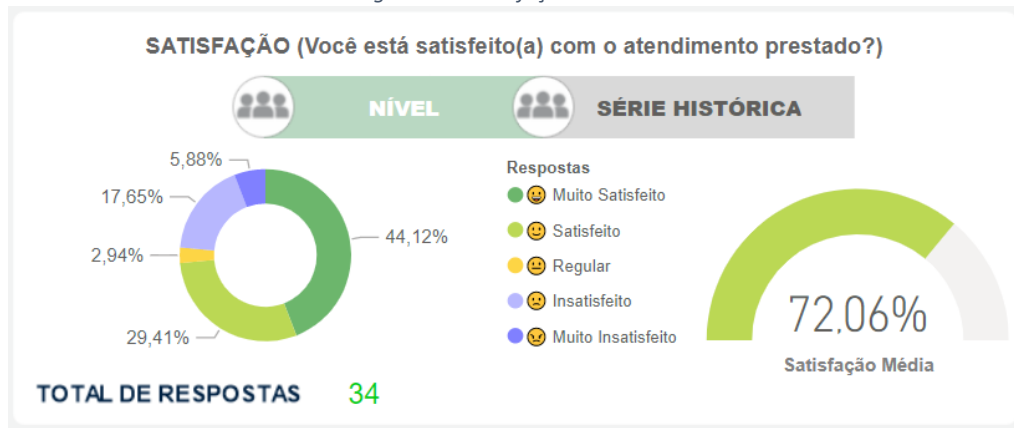 SATISFAÇÃO (Você está satisfeito(a) com o atendimento prestado?)
NÍVEL
SÉRIE HISTÓRICA
5,88%
17,65%
2,94%
29,41%
44,12%
Respostas
Muito Satisfeito
Satisfeito
Regular
Insatisfeito
Muito Insatisfeito
72,06%
Satisfação Média
TOTAL DE RESPOSTAS 34